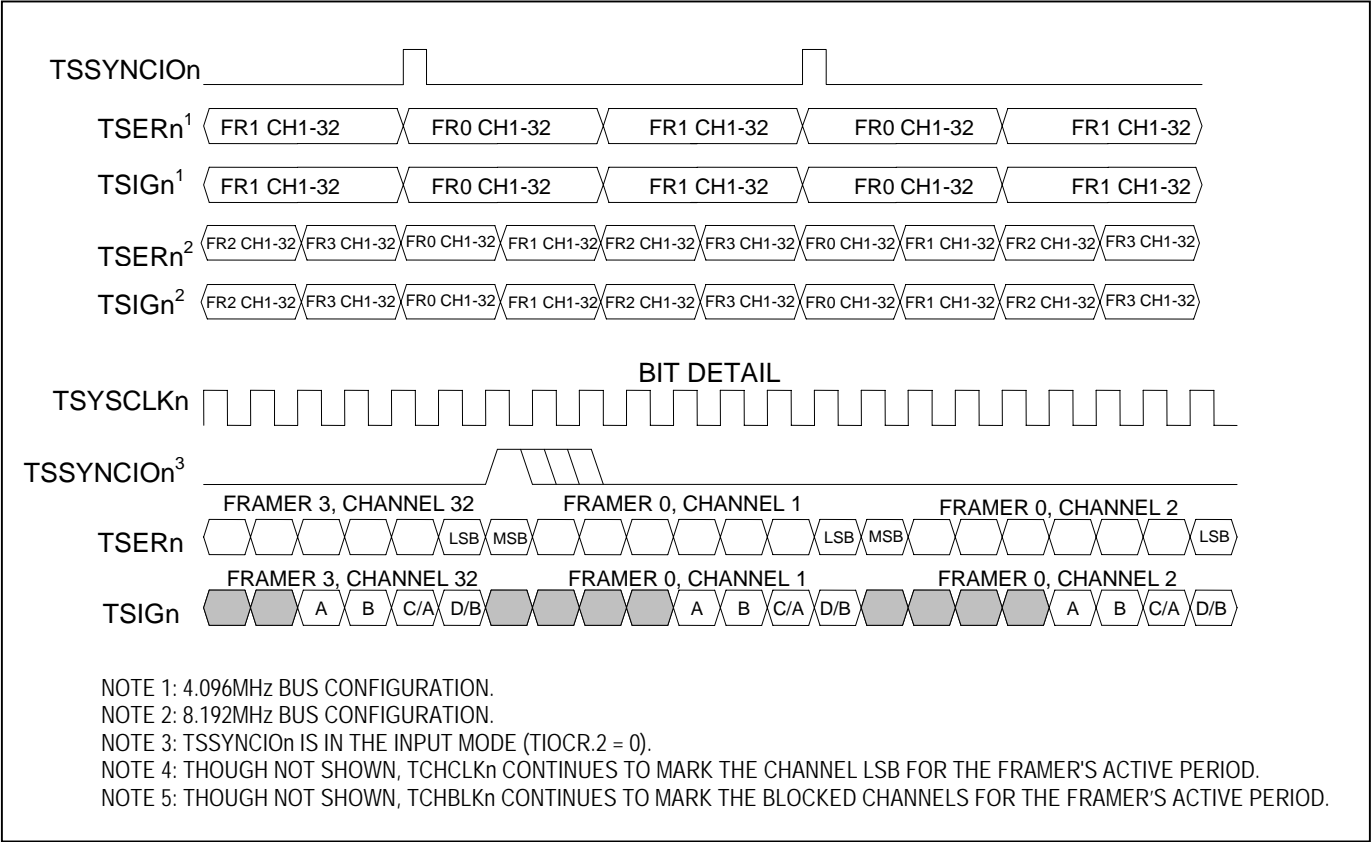 TSSYNCIOn
TSERn1 FR1 CH1-32 FR0 CH1-32 FR1 CH1-32 FR0 CH1-32 FR1 CH1-32
TSIGn1 FR1 CH1-32 FR0 CH1-32 FR1 CH1-32 FR0 CH1-32 FR1 CH1-32
TSERn2 FR2 CH1-32 FR3 CH1-32 FR0 CH1-32 FR1 CH1-32 FR2 CH1-32 FR3 CH1-32 FR0 CH1-32 FR1 CH1-32 FR2 CH1-32 FR3 CH1-32
TSIGn2 FR2 CH1-32 FR3 CH1-32 FR0 CH1-32 FR1 CH1-32 FR2 CH1-32 FR3 CH1-32 FR0 CH1-32 FR1 CH1-32 FR2 CH1-32 FR3 CH1-32
BIT DETAIL
TSYSCLKn
TSSYNCIOn3
FRAMER 3, CHANNEL 32 FRAMER 0, CHANNEL 1 FRAMER 0, CHANNEL 2
TSERn LSB MSB LSB MSB LSB
FRAMER 3, CHANNEL 32 FRAMER 0, CHANNEL 1 FRAMER 0, CHANNEL 2
TSIGn A B C/A D/B A B C/A D/B A B C/A D/B
NOTE 1: 4.096MHz BUS CONFIGURATION.
NOTE 2: 8.192MHz BUS CONFIGURATION.
NOTE 3: TSSYNCIOn IS IN THE INPUT MODE (TIOCR.2 = 0).
NOTE 4: THOUGH NOT SHOWN, TCHCLKn CONTINUES TO MARK THE CHANNEL LSB FOR THE FRAMER'S ACTIVE PERIOD.
NOTE 5: THOUGH NOT SHOWN, TCHBLKn CONTINUES TO MARK THE BLOCKED CHANNELS FOR THE FRAMER’S ACTIVE PERIOD.